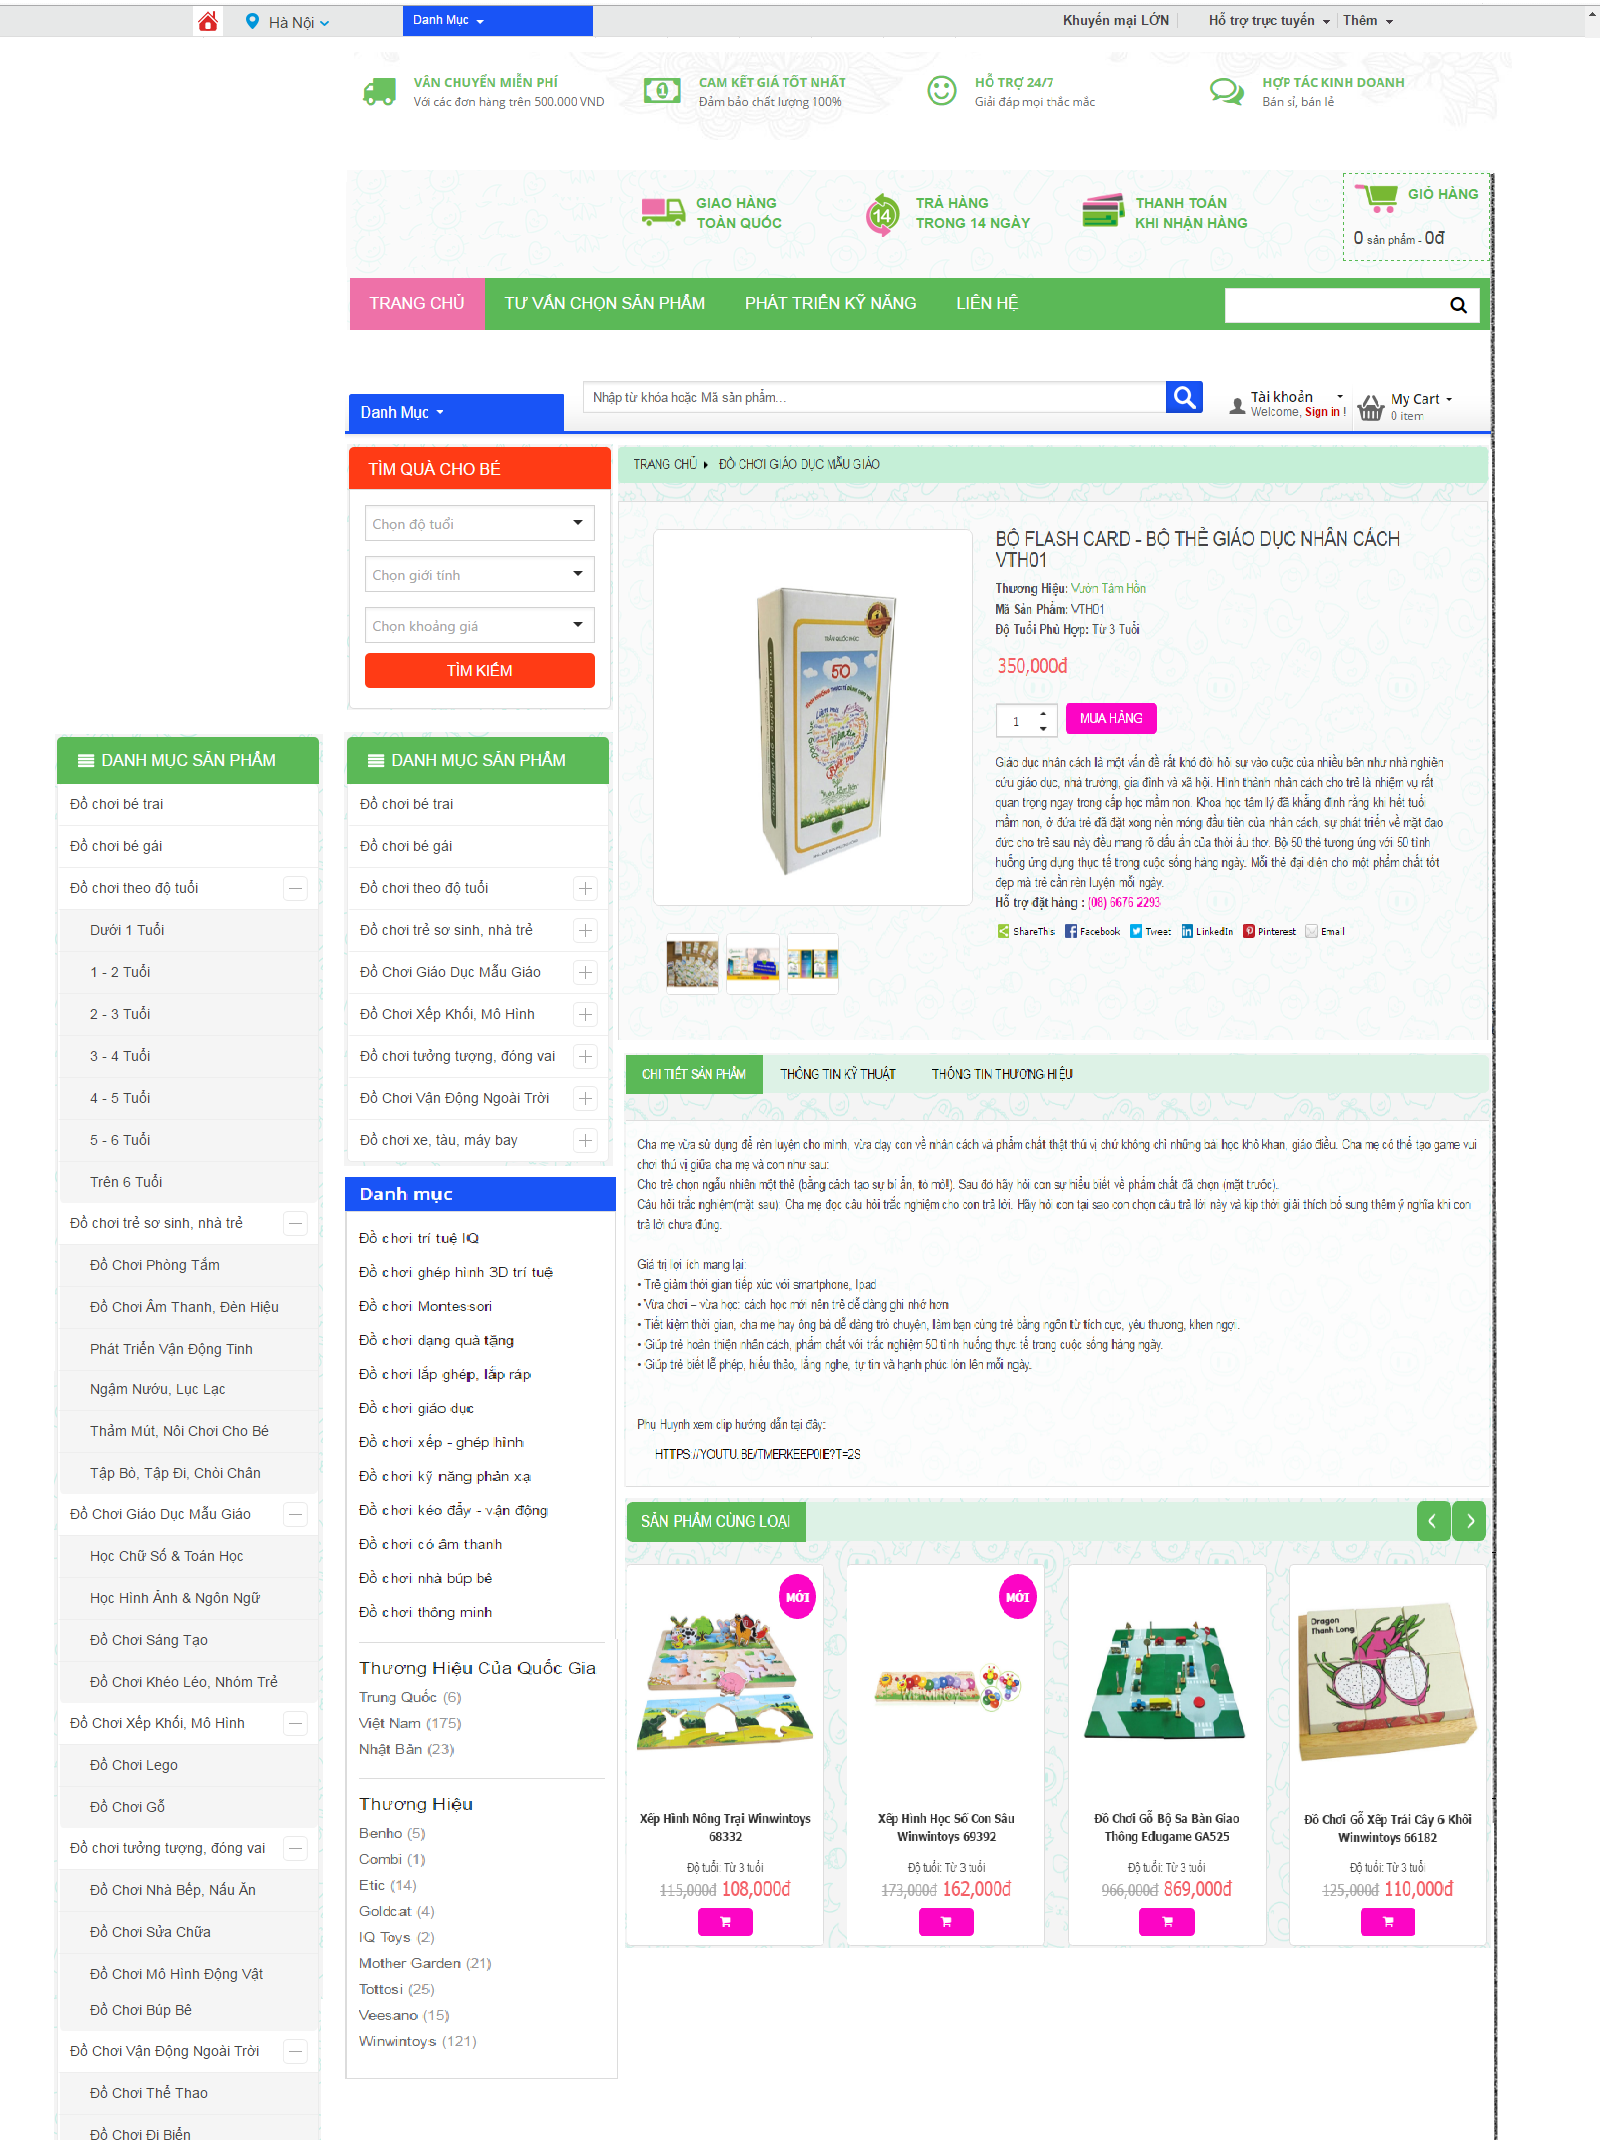 Hà Nội
Danh Mục
Khuyến mại LỚN
Hỗ trợ trực tuyến
Thêm
VẬN CHUYỂN MIỄN PHÍ
Với các đơn hàng trên 500.000 VND
CAM KẾT GIÁ TỐT NHẤT
Đảm bảo chất lượng 100%
HỖ TRỢ 24/7
Giải đáp mọi thắc mắc
HỢP TÁC KINH DOANH
Bán sỉ, bán lẻ
GIAO HÀNG
TOÀN QUỐC
14
TRẢ HÀNG
TRONG 14 NGÀY
THANH TOÁN
KHI NHẬN HÀNG
GIỎ HÀNG
0 sản phẩm - 0đ
TRANG CHỦ
TƯ VẤN CHỌN SẢN PHẨM
PHÁT TRIỂN KỸ NĂNG
LIÊN HỆ
Danh Mục
Nhập từ khóa hoặc Mã sản phẩm...
Tài khoản
Welcome, Sign in !
My Cart
0 item
TÌM QUÀ CHO BÉ
Chọn độ tuổi
Chọn giới tính
Chọn khoảng giá
TÌM KIẾM
TRANG CHỦ
ĐỒ CHƠI GIÁO DỤC MẪU GIÁO
TRẦN QUỐC PHÚC
50
BỘ FLASH CARD - BỘ THẺ GIÁO DỤC NHÂN CÁCH
VTH01
Thương Hiệu: Vườn Tâm Hồn
Mã Sản Phẩm: VTH01
Độ Tuổi Phù Hợp: Từ 3 Tuổi
350,000đ
1
MUA HÀNG
Giáo dục nhân cách là một vấn đề rất khó đòi hỏi sự vào cuộc của nhiều bên như nhà nghiên
cứu giáo dục, nhà trường, gia đình và xã hội. Hình thành nhân cách cho trẻ là nhiệm vụ rất
quan trọng ngay trong cấp học mầm non. Khoa học tâm lý đã khẳng định rằng khi hết tuổi
mầm non, ở đứa trẻ đã đặt xong nền móng đầu tiên của nhân cách, sự phát triển về mặt đạo
đức cho trẻ sau này đều mang rõ dấu ấn của thời ấu thơ. Bộ 50 thẻ tương ứng với 50 tình
huống ứng dụng thực tế trong cuộc sống hàng ngày. Mỗi thẻ đại diện cho một phẩm chất tốt
đẹp mà trẻ cần rèn luyện mỗi ngày.
Hỗ trợ đặt hàng : (08) 6676 2293
ShareThis
Facebook
Tweet
LinkedIn
Pinterest
Email
DANH MỤC SẢN PHẨM
Đồ chơi bé trai
Đồ chơi bé gái
Đồ chơi theo độ tuổi
Dưới 1 Tuổi
1 - 2 Tuổi
2 - 3 Tuổi
3 - 4 Tuổi
4 - 5 Tuổi
5 - 6 Tuổi
Trên 6 Tuổi
Đồ chơi trẻ sơ sinh, nhà trẻ
Đồ Chơi Phòng Tắm
Đồ Chơi Âm Thanh, Đèn Hiệu
Phát Triển Vận Động Tinh
Ngậm Nướu, Lục Lạc
Thảm Mút, Nôi Chơi Cho Bé
Tập Bò, Tập Đi, Chòi Chân
Đồ Chơi Giáo Dục Mẫu Giáo
Học Chữ Số & Toán Học
Học Hình Ảnh & Ngôn Ngữ
Đồ Chơi Sáng Tạo
Đồ Chơi Khéo Léo, Nhóm Trẻ
Đồ Chơi Xếp Khối, Mô Hình
Đồ Chơi Lego
Đồ Chơi Gỗ
Đồ chơi tưởng tượng, đóng vai
Đồ Chơi Nhà Bếp, Nấu Ăn
Đồ Chơi Sửa Chữa
Đồ Chơi Mô Hình Động Vật
Đồ Chơi Búp Bê
Đồ Chơi Vận Động Ngoài Trời
Đồ Chơi Thể Thao
Đồ Chơi Đi Biển
DANH MỤC SẢN PHẨM
Đồ chơi bé trai
Đồ chơi bé gái
Đồ chơi theo độ tuổi
Đồ chơi trẻ sơ sinh, nhà trẻ
Đồ Chơi Giáo Dục Mẫu Giáo
Đồ Chơi Xếp Khối, Mô Hình
Đồ chơi tưởng tượng, đóng vai
Đồ Chơi Vận Động Ngoài Trời
Đồ chơi xe, tàu, máy bay
Danh mục
Đồ chơi trí tuệ IQ
Đồ chơi ghép hình 3D trí tuệ
Đồ chơi Montessori
Đồ chơi dạng quà tặng
Đồ chơi lắp ghép, lắp ráp
Đồ chơi giáo dục
Đồ chơi xếp - ghép hình
Đồ chơi kỹ năng phản xạ
Đồ chơi kéo đẩy - vận động
Đồ chơi có âm thanh
Đồ chơi nhà búp bê
Đồ chơi thông minh
Thương Hiệu Của Quốc Gia
Trung Quốc (6)
Việt Nam (175)
Nhật Bản (23)
Thương Hiệu
Benho (5)
Combi (1)
Etic (14)
Goldcat (4)
IQ Toys (2)
Mother Garden (21)
Tottosi (25)
Veesano (15)
Winwintoys (121)
CHI TIẾT SẢN PHẨM
THÔNG TIN KỸ THUẬT
THÔNG TIN THƯƠNG HIỆU
Cha mẹ vừa sử dụng để rèn luyện cho mình, vừa dạy con về nhân cách và phẩm chất thật thú vị chứ không chỉ những bài học khô khan, giáo điều. Cha mẹ có thể tạo game vui
chơi thú vị giữa cha mẹ và con như sau:
Cho trẻ chọn ngẫu nhiên một thẻ (bằng cách tạo sự bí ẩn, tò mò!). Sau đó hãy hỏi con sự hiểu biết về phẩm chất đã chọn (mặt trước).
Câu hỏi trắc nghiệm(mặt sau): Cha mẹ đọc câu hỏi trắc nghiệm cho con trả lời. Hãy hỏi con tại sao con chọn câu trả lời này và kịp thời giải thích bổ sung thêm ý nghĩa khi con
trả lời chưa đúng.
Giá trị lợi ích mang lại:
• Trẻ giảm thời gian tiếp xúc với smartphone, Ipad
• Vừa chơi – vừa học: cách học mới nên trẻ dễ dàng ghi nhớ hơn
• Tiết kiệm thời gian, cha mẹ hay ông bà dễ dàng trò chuyện, làm bạn cùng trẻ bằng ngôn từ tích cực, yêu thương, khen ngợi.
• Giúp trẻ hoàn thiện nhân cách, phẩm chất với trắc nghiệm 50 tình huống thực tế trong cuộc sống hàng ngày.
• Giúp trẻ biết lễ phép, hiếu thảo, lắng nghe, tự tin và hạnh phúc lớn lên mỗi ngày.
Phụ Huynh xem clip hướng dẫn tại đây:
HTTPS://YOUTU.BE/TMERKEEP0IE?T=2S
SẢN PHẨM CÙNG LOẠI
MỚI
Xếp Hình Nông Trại Winwintoys
68332
Độ tuổi: Từ 3 tuổi
115,000đ 108,000đ
MỚI
Xếp Hình Học Số Con Sâu
Winwintoys 69392
Độ tuổi: Từ 3 tuổi
173,000đ 162,000đ
Đồ Chơi Gỗ Bộ Sa Bàn Giao
Thông Edugame GA525
Độ tuổi: Từ 3 tuổi
966,000đ 869,000đ
Dragon
Thanh Long
Đồ Chơi Gỗ Xếp Trái Cây 6 Khối
Winwintoys 66182
Độ tuổi: Từ 3 tuổi
125,000đ 110,000đ